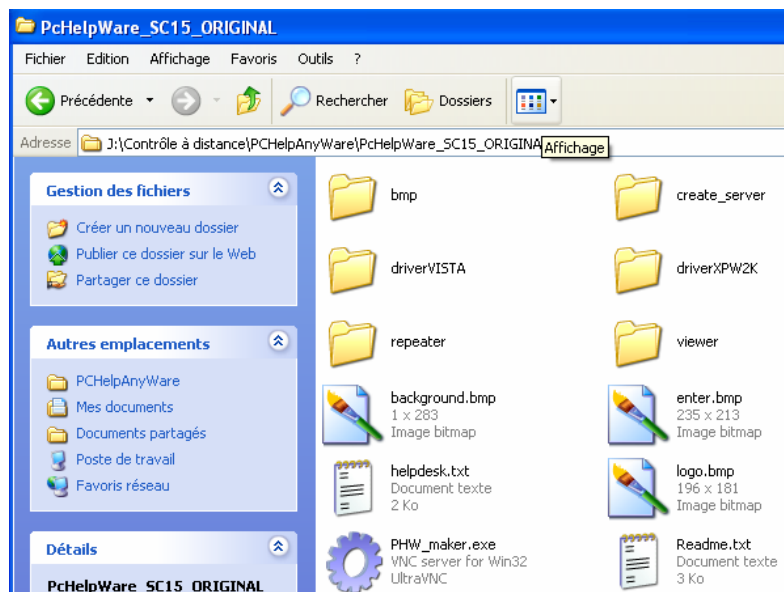 PcHelpWare_SC15_ORIGINAL
Fichier Edition Affichage Favoris Outils ?
Précédente Rechercher Dossiers
Adresse J:\Contrôle à distance\PCHelpAnyWare\PcHelpWare_SC15_ORIGINA
Affichage
Gestion des fichiers
Créer un nouveau dossier
Publier ce dossier sur le Web
Partager ce dossier
Autres emplacements
PCHelpAnyWare
Mes documents
Documents partagés
Poste de travail
Favoris réseau
Détails
PcHelpWare_SC15_ORIGINAL
bmp
create_server
driverVISTA
driverXPW2K
repeater
viewer
background.bmp
1 x 283
Image bitmap
enter.bmp
235 x 213
Image bitmap
helpdesk.txt
Document texte
2 Ko
logo.bmp
196 x 181
Image bitmap
PHW_maker.exe
VNC server for Win32
UltraVNC
Readme.txt
Document texte
3 Ko